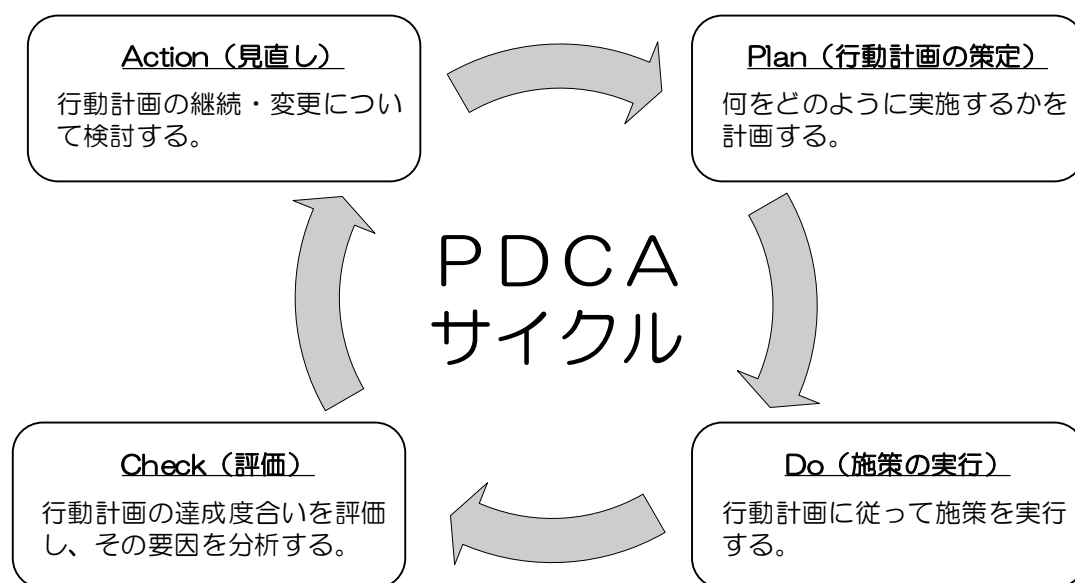 Action（見直し）
行動計画の継続・変更につい
て検討する。
Plan（行動計画の策定）
何をどのように実施するかを
計画する。
ＰＤＣＡ
サイクル
Check（評価）
行動計画の達成度合いを評価
し、その要因を分析する。
Do（施策の実行）
行動計画に従って施策を実行
する。